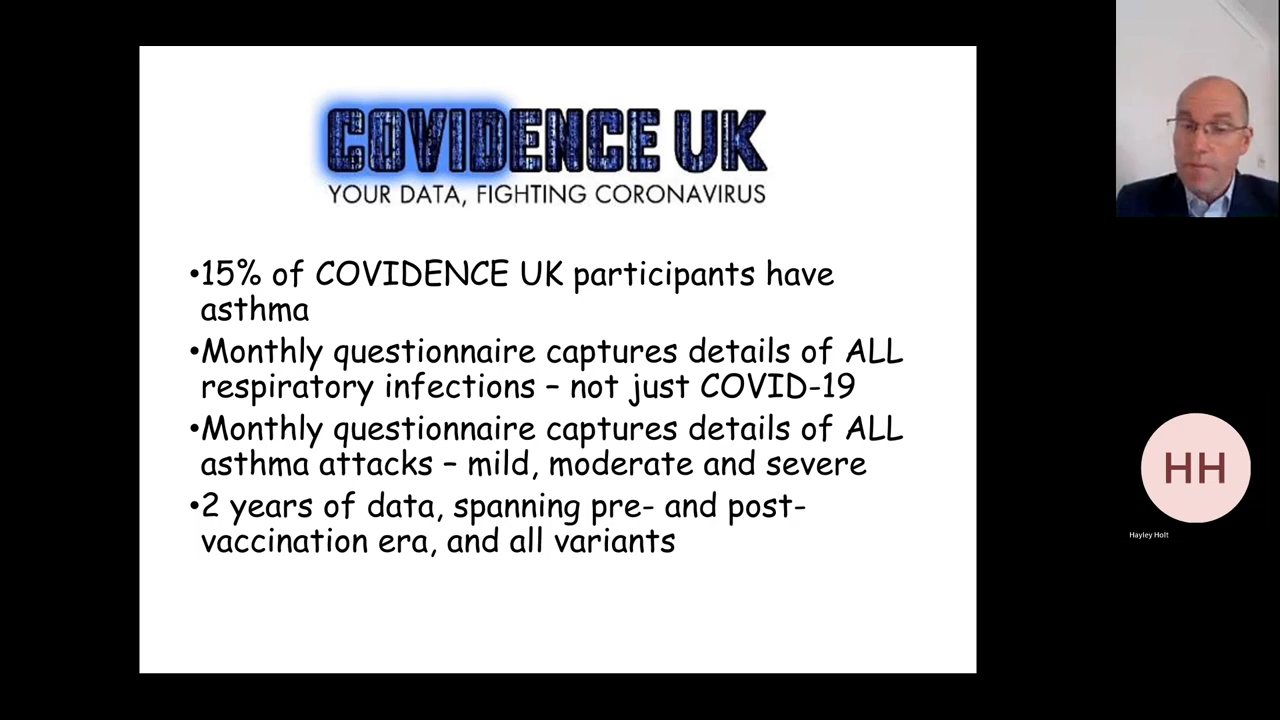 COVIDENCE UK
YOUR DATA, FIGHTING CORONAVIRUS
•15% of COVIDENCE UK participants have
asthma
•Monthly questionnaire captures details of ALL
respiratory infections – not just COVID-19
•Monthly questionnaire captures details of ALL
asthma attacks – mild, moderate and severe
•2 years of data, spanning pre- and post-
vaccination era, and all variants
HH
Hayley Holt